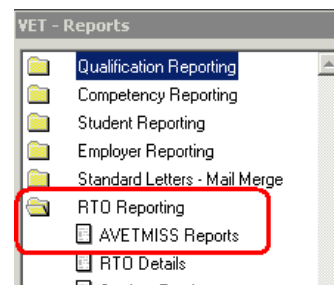 VET - Reports
Qualification Reporting
Competency Reporting
Student Reporting
Employer Reporting
Standard Letters - Mail Merge
RTO Reporting
AVETMISS Reports
RTO Details